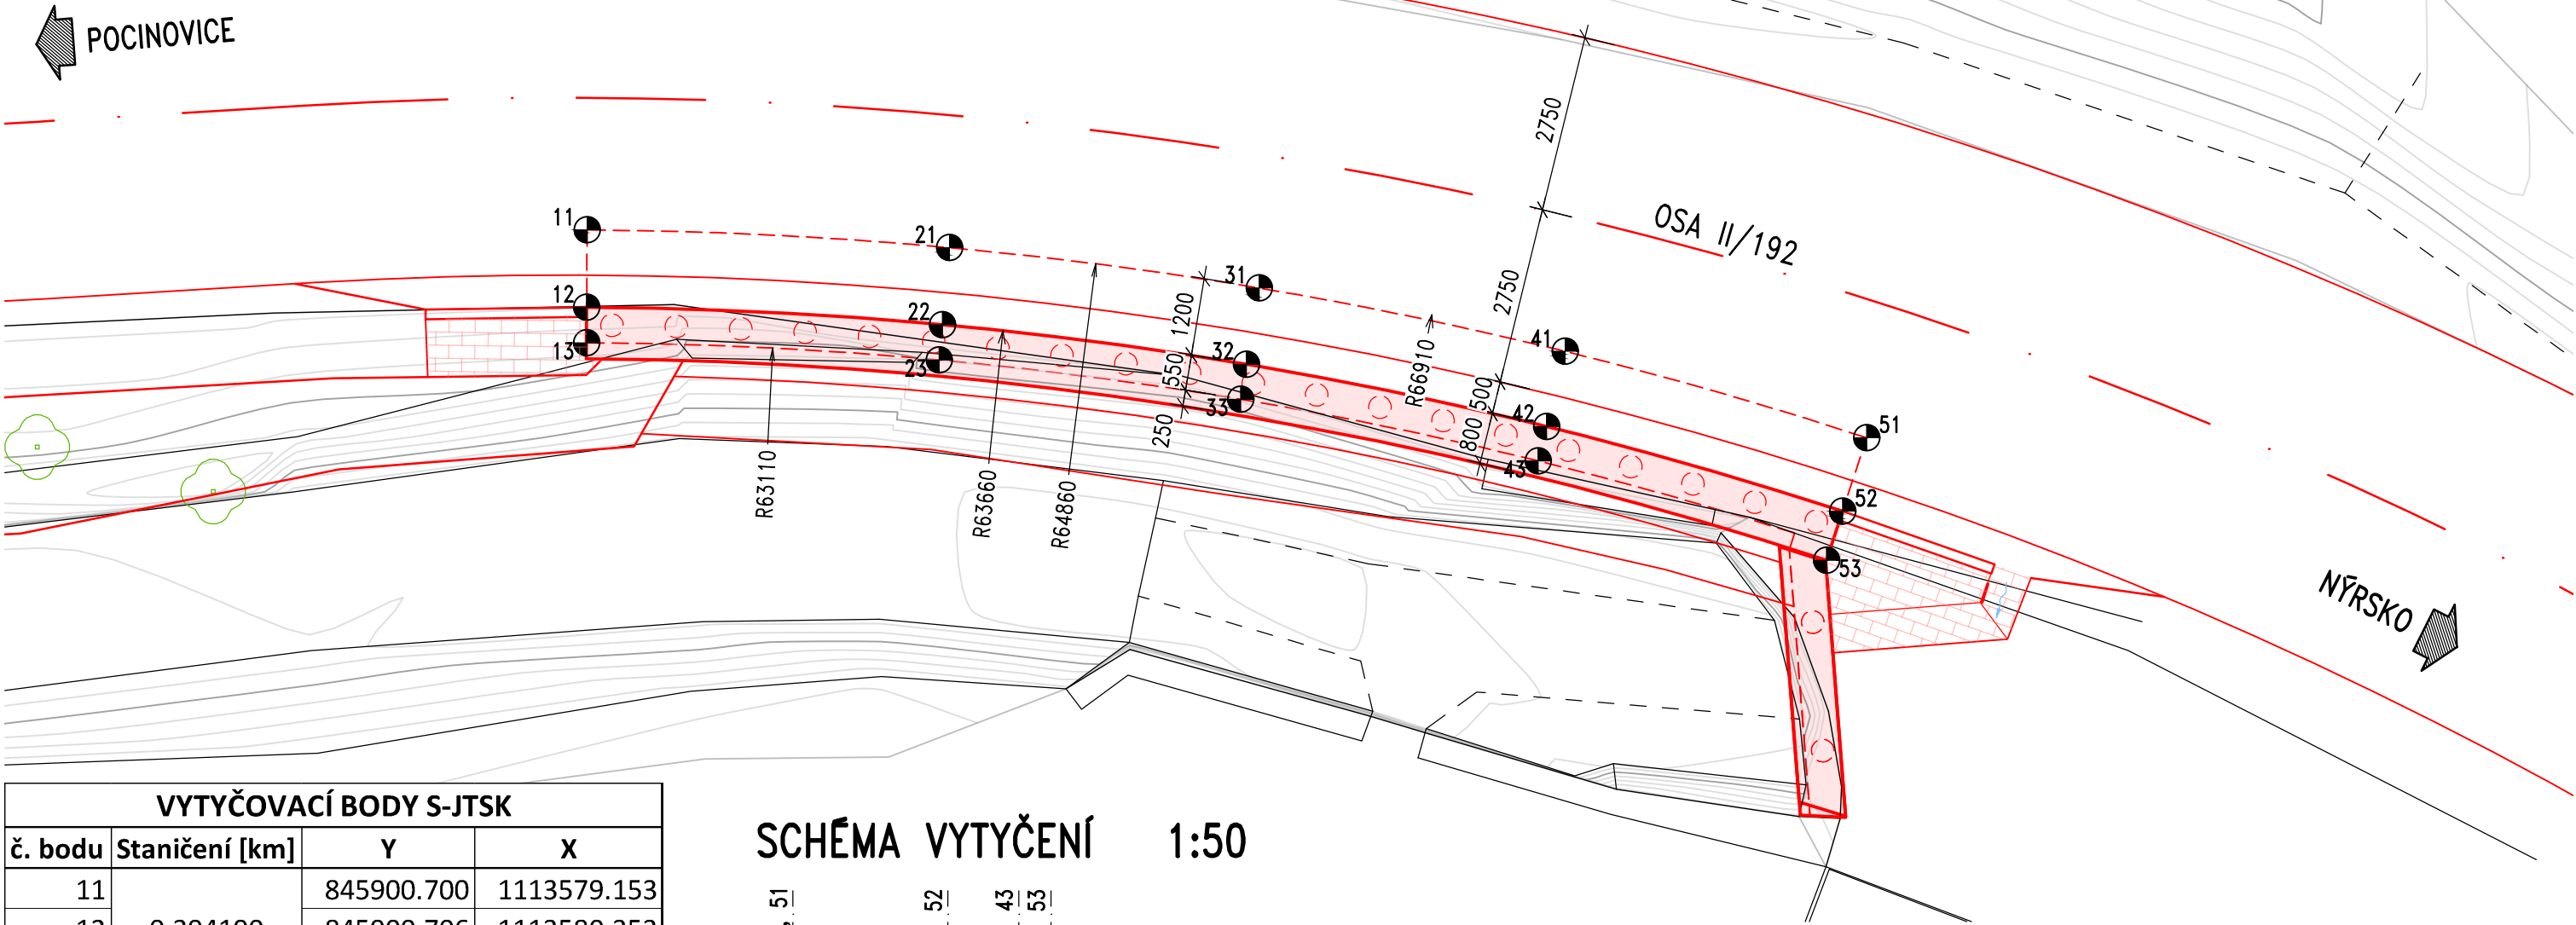 POCINOVICE
2750
OSA II/192
11
21
31
2750
12
22
1200
41
R66910
13
23
32
550
33
500
42
51
250
800
43
R63110
R63660
R64860
52
53
NÝRSKO
VYTYČOVACÍ BODY S-JTSK
č. bodu Staničení [km] Y X
11 845900.700 1113579.153
SCHÉMA VYTYČENÍ 1:50
51
52
43
53